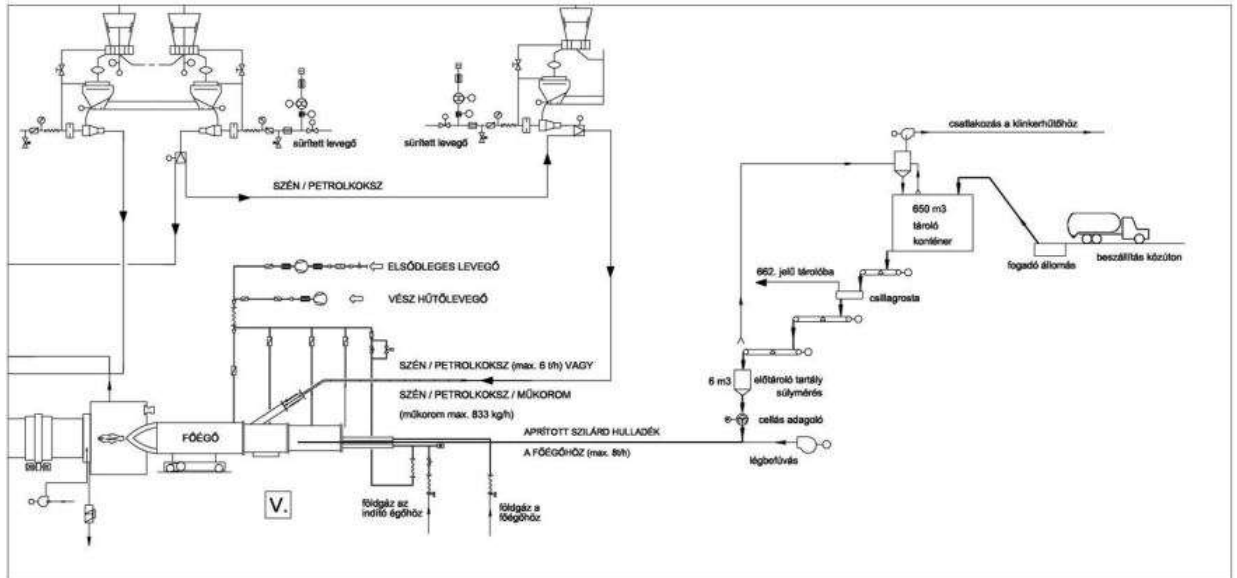 sűrített levegő
sűrített levegő
csatlakozás a klinkerhűtőhöz
SZÉN / PETROLKOKSZ
650 m3
tároló
konténer
fogadó állomás
beszállítás közúton
ELSŐDLEGES LEVEGŐ
662. jelű tárolóba
csillagrosta
VÉSZ HŰTŐLEVEGŐ
SZÉN / PETROLKOKSZ (max. 6 t/h) VAGY
SZÉN / PETROLKOKSZ / MŰKOROM
(műkorom max. 833 kg/h)
6 m3
előtároló tartály
súlymérés
cellás adagoló
FŐÉGŐ
APRÍTOTT SZILÁRD HULLADÉK
A FŐÉGŐHÖZ (max. 8t/h)
légbefúvás
V.
földgáz az
indító égőhöz
földgáz a
főégőhöz